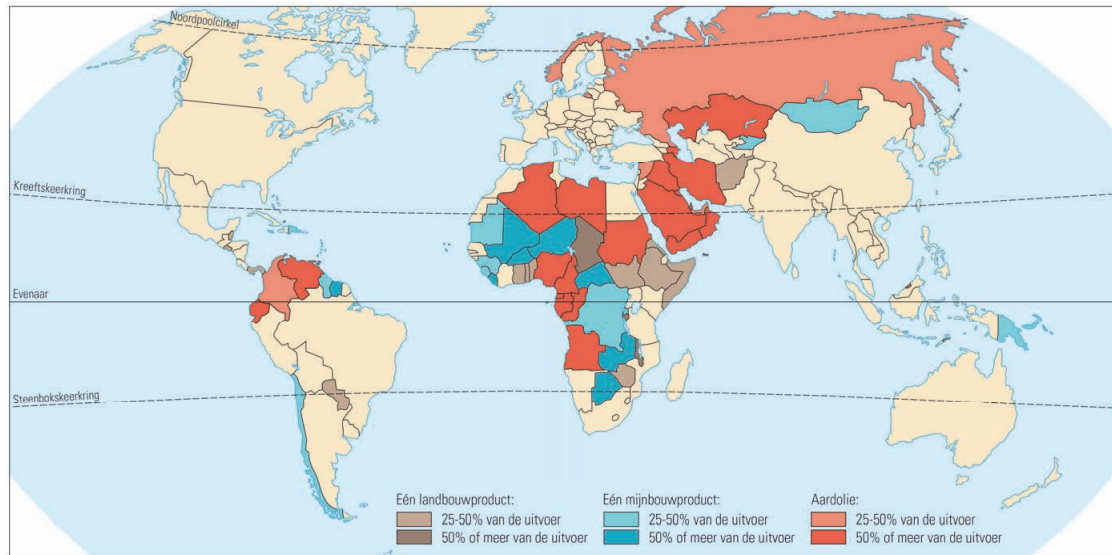 Noordpoolcirkel
Kreeftskeerkring
Evenaar
Steenbokskeerkring
Eén landbouwproduct:
25-50% van de uitvoer
50% of meer van de uitvoer
Eén mijnbouwproduct:
25-50% van de uitvoer
50% of meer van de uitvoer
Aardolie:
25-50% van de uitvoer
50% of meer van de uitvoer